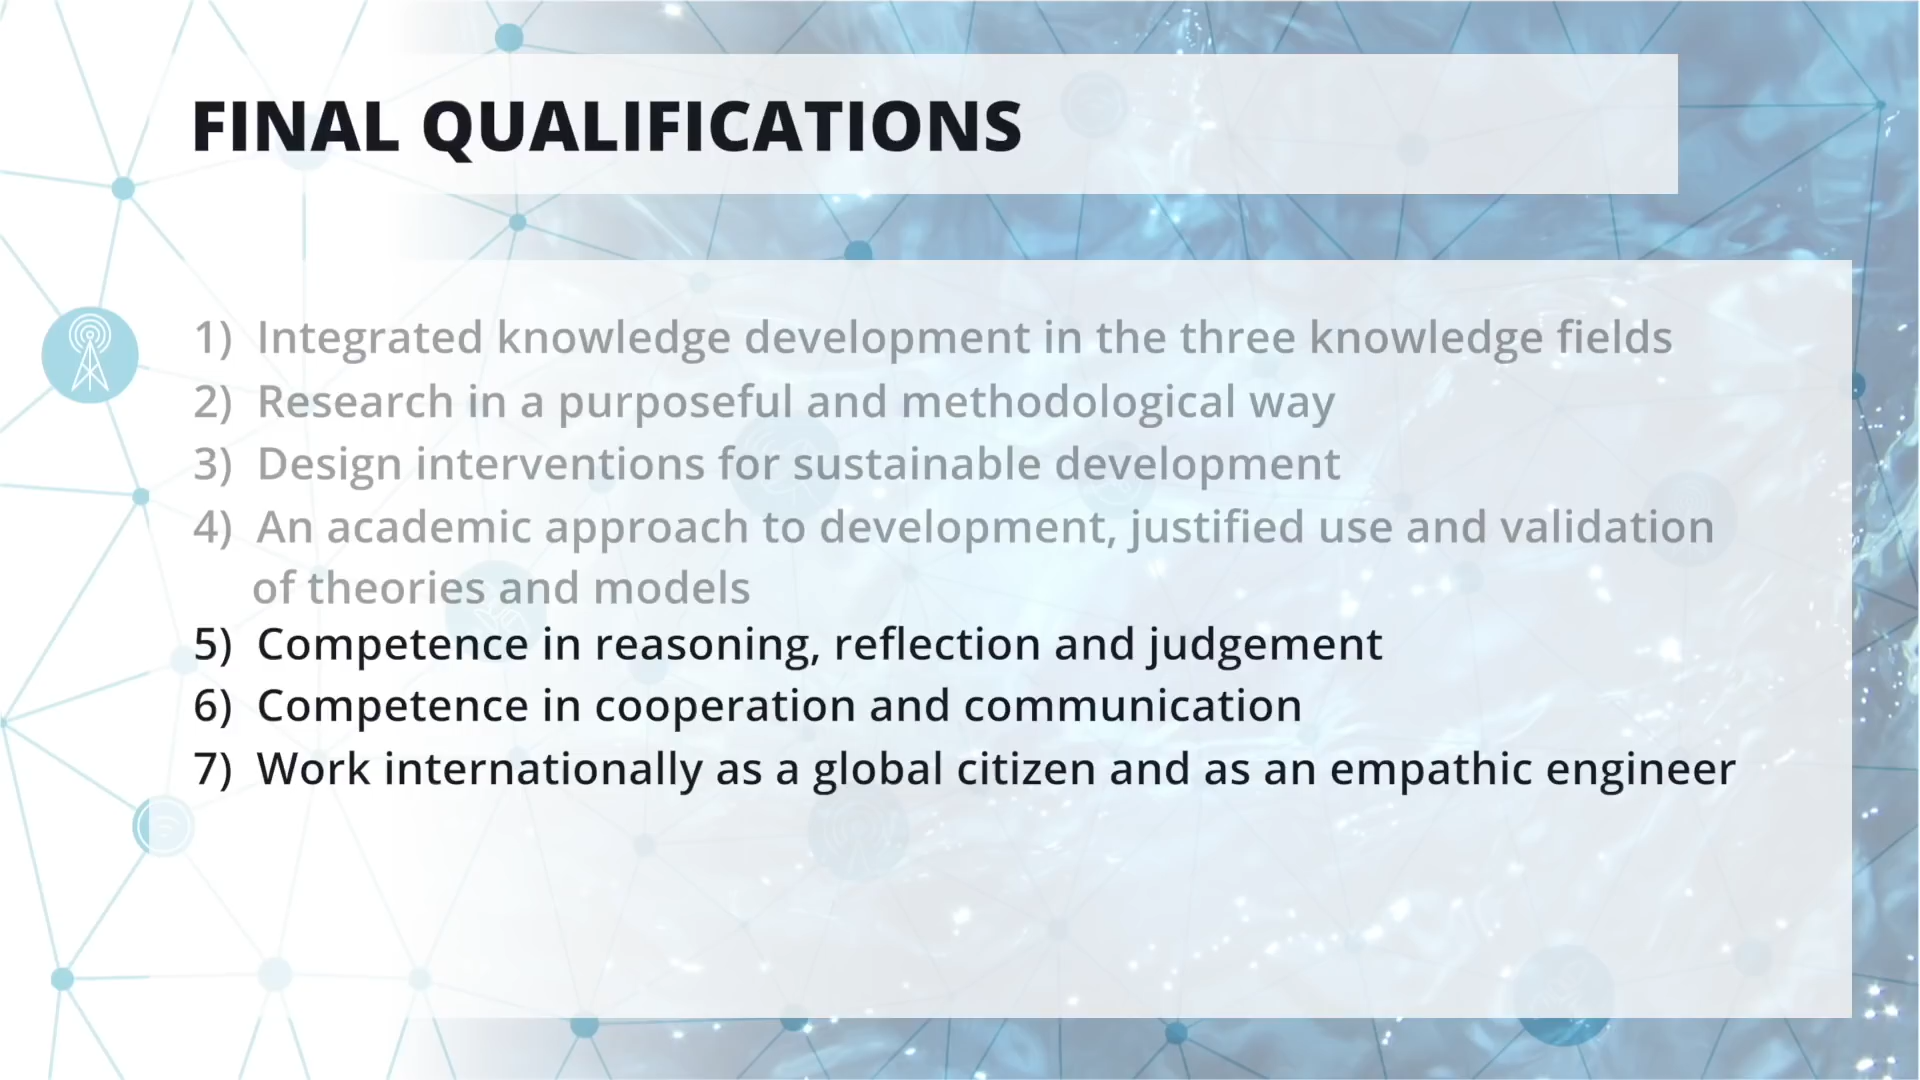 FINAL QUALIFICATIONS
1) Integrated knowledge development in the three knowledge fields
2) Research in a purposeful and methodological way
3) Design interventions for sustainable development
4) An academic approach to development, justified use and validation
of theories and models
5) Competence in reasoning, reflection and judgement
6) Competence in cooperation and communication
7) Work internationally as a global citizen and as an empathic engineer